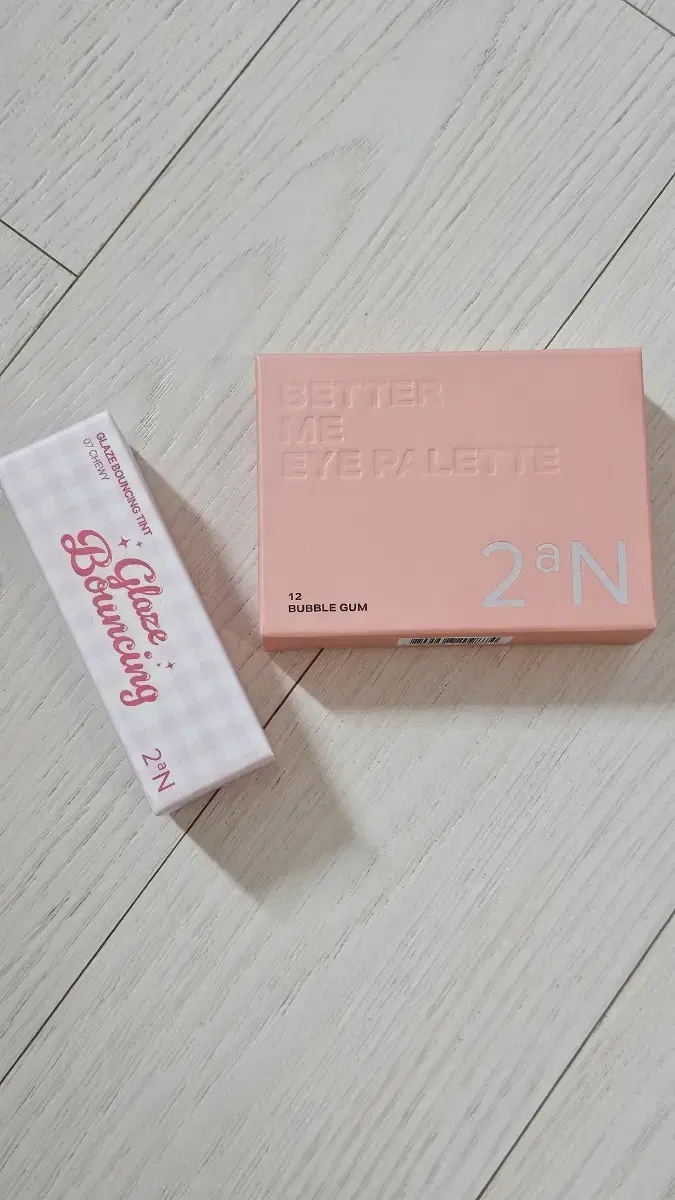 GLAZE BOUNCING TINT
07 CHEWY
Glaze
Bouncing
2aN
BETTER
ME
EYE PALETTE
12
BUBBLE GUM
2aN